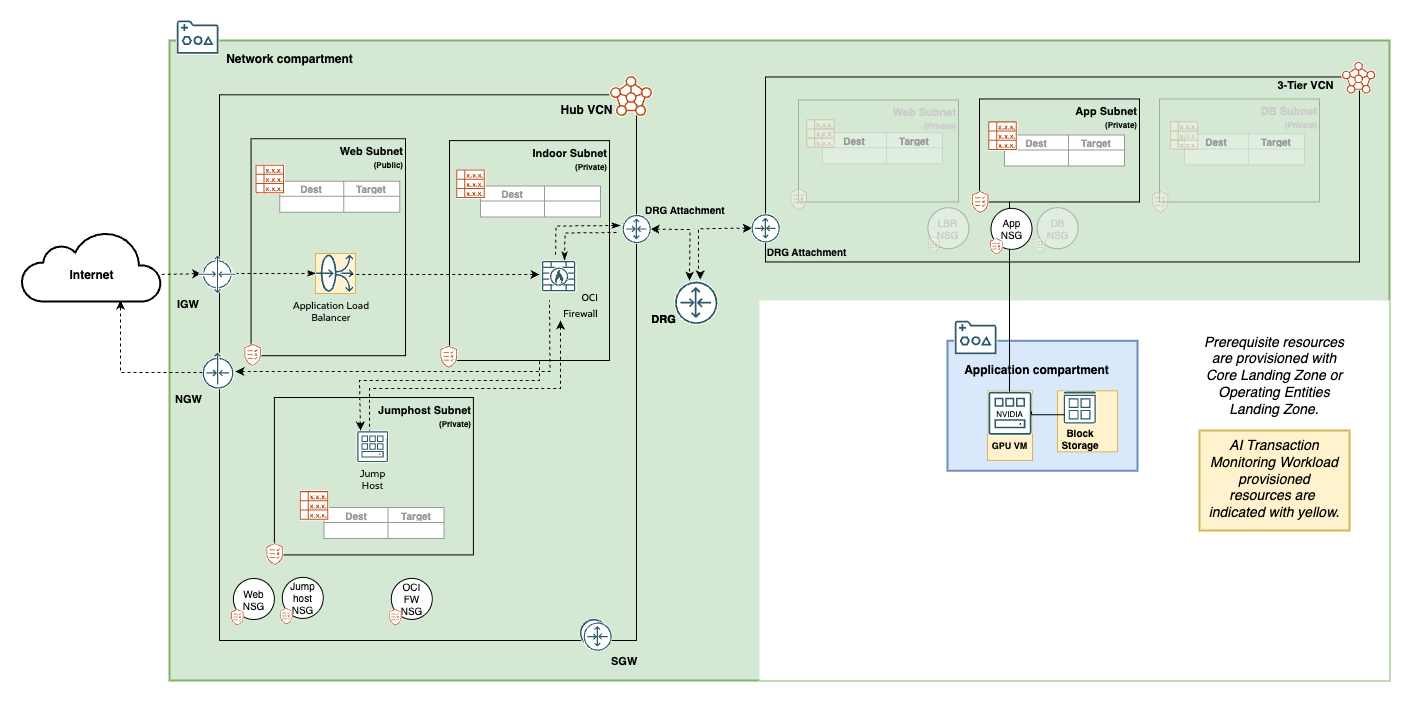 Network compartment
Hub VCN
3-Tier VCN
Web Subnet
(Public)
x.x.x.
x.x.x.
x.x.x.
Dest
Target
Indoor Subnet
(Private)
x.x.x.
x.x.x.
x.x.x.
Dest
DRG Attachment
Web Subnet
(Private)
x.x.x.
x.x.x.
x.x.x.
Dest
Target
App Subnet
(Private)
x.x.x.
x.x.x.
x.x.x.
Dest
Target
DB Subnet
(Private)
x.x.x.
x.x.x.
x.x.x.
Dest
Target
LBR
NSG
App
NSG
DB
NSG
DRG Attachment
Internet
IGW
Application Load
Balancer
OCI
Firewall
DRG
NGW
Jumphost Subnet
(Private)
Jump
Host
x.x.x.
x.x.x.
x.x.x.
Dest
Target
Web
NSG
Jump
host
NSG
OCI
FW
NSG
SGW
Application compartment
NVIDIA
GPU VM
Block
Storage
Prerequisite resources
are provisioned with
Core Landing Zone or
Operating Entities
Landing Zone.
AI Transaction
Monitoring Workload
provisioned
resources are
indicated with yellow.